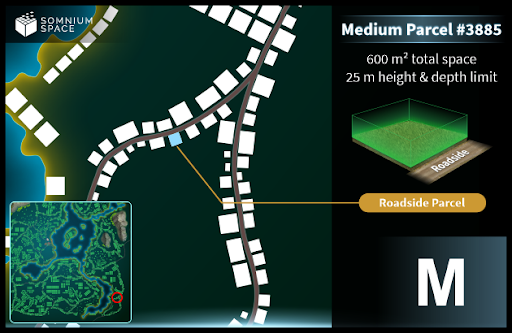 SOMNIUM
SPACE
Medium Parcel #3885
600 m² total space
25 m height & depth limit
Roadside
Roadside Parcel
M